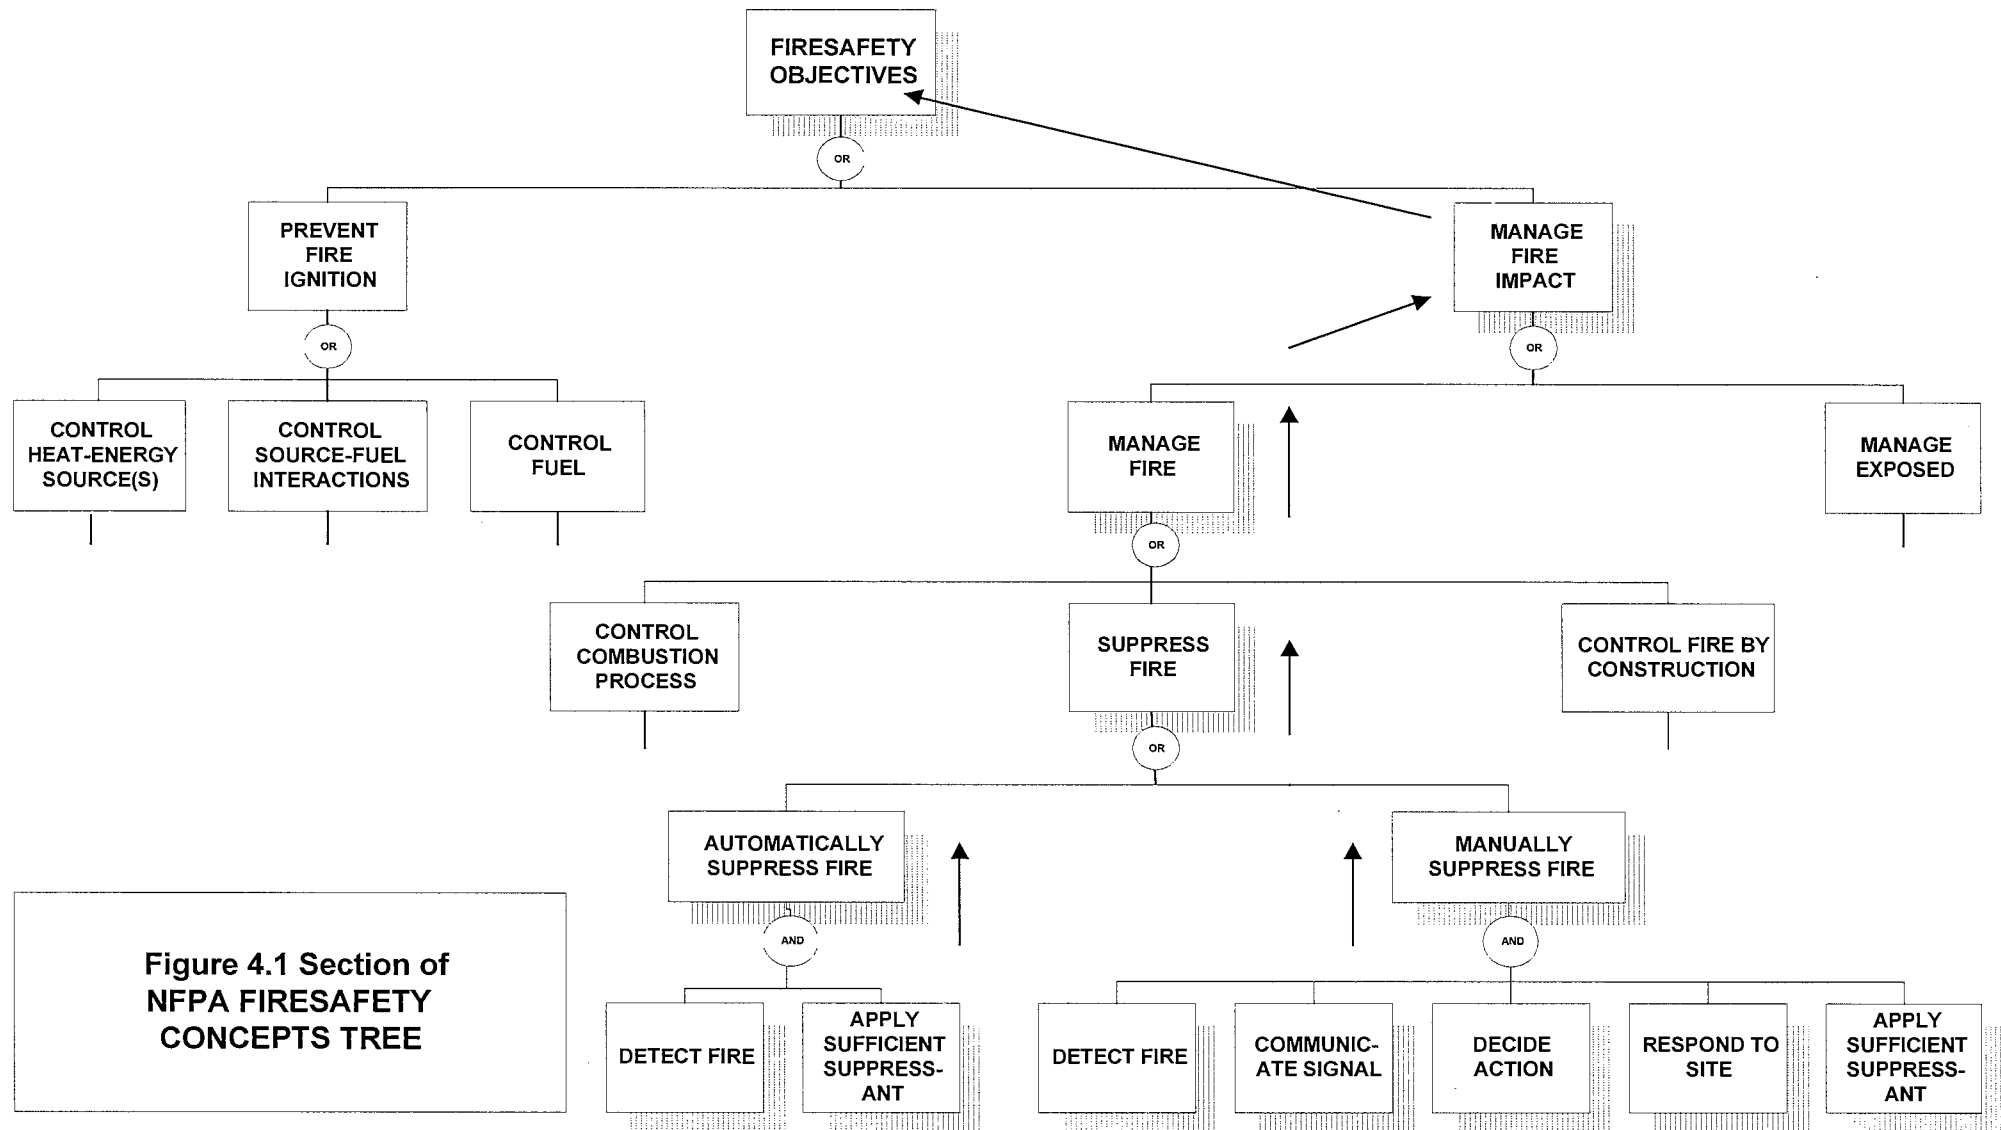 FIRESAFETY
OBJECTIVES
OR
PREVENT
FIRE
IGNITION
MANAGE
FIRE
IMPACT
OR
OR
CONTROL
HEAT-ENERGY
SOURCE(S)
CONTROL
SOURCE-FUEL
INTERACTIONS
CONTROL
FUEL
MANAGE
FIRE
MANAGE
EXPOSED
OR
CONTROL
COMBUSTION
PROCESS
SUPPRESS
FIRE
CONTROL FIRE BY
CONSTRUCTION
OR
AUTOMATICALLY
SUPPRESS FIRE
MANUALLY
SUPPRESS FIRE
AND
AND
Figure 4.1 Section of
NFPA FIRESAFETY
CONCEPTS TREE
DETECT FIRE
APPLY
SUFFICIENT
SUPPRESS-
ANT
DETECT FIRE
COMMUNIC-
ATE SIGNAL
DECIDE
ACTION
RESPOND TO
SITE
APPLY
SUFFICIENT
SUPPRESS-
ANT